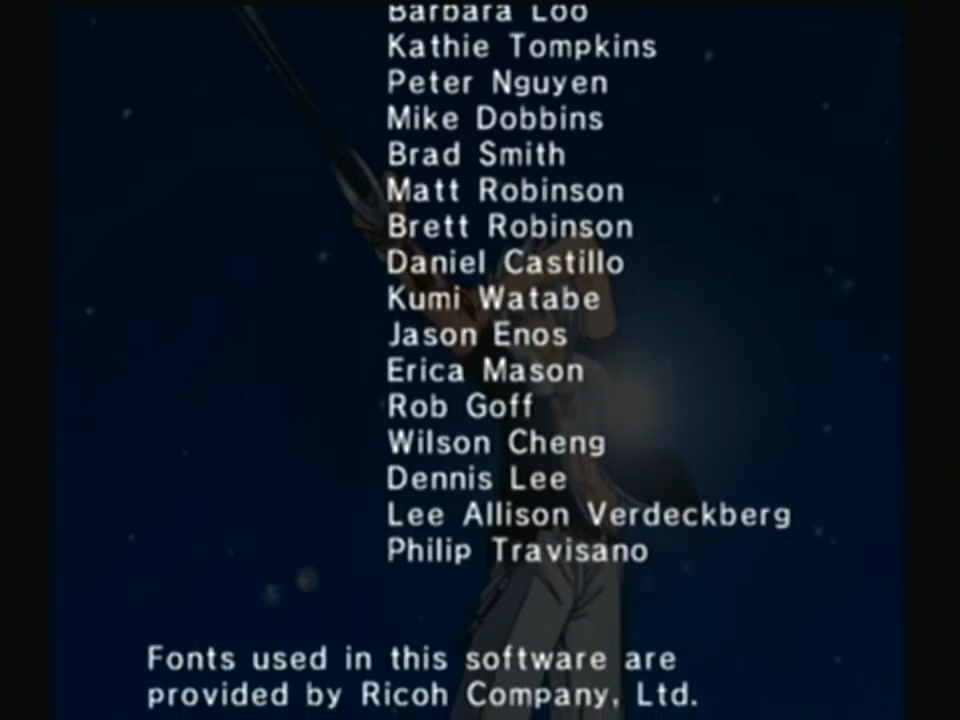 Barbara Loo
Kathie Tompkins
Peter Nguyen
Mike Dobbins
Brad Smith
Matt Robinson
Brett Robinson
Daniel Castillo
Kumi Watabe
Jason Enos
Erica Mason
Rob Goff
Wilson Cheng
Dennis Lee
Lee Allison Verdeckberg
Philip Travisano
Fonts used in this software are
provided by Ricoh Company, Ltd.